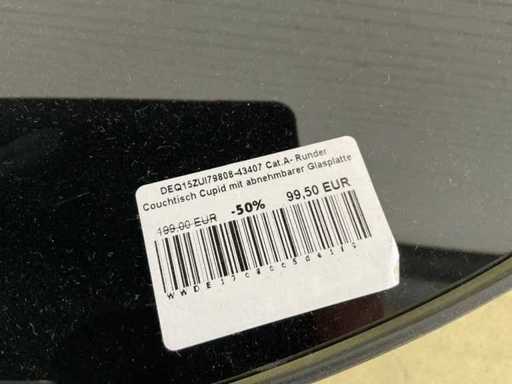 DEQ15ZUI79808-43407 Cat.A- Runder
Couchtisch Cupid mit abnehmbarer Glasplatte
199,00 EUR -50% 99,50 EUR